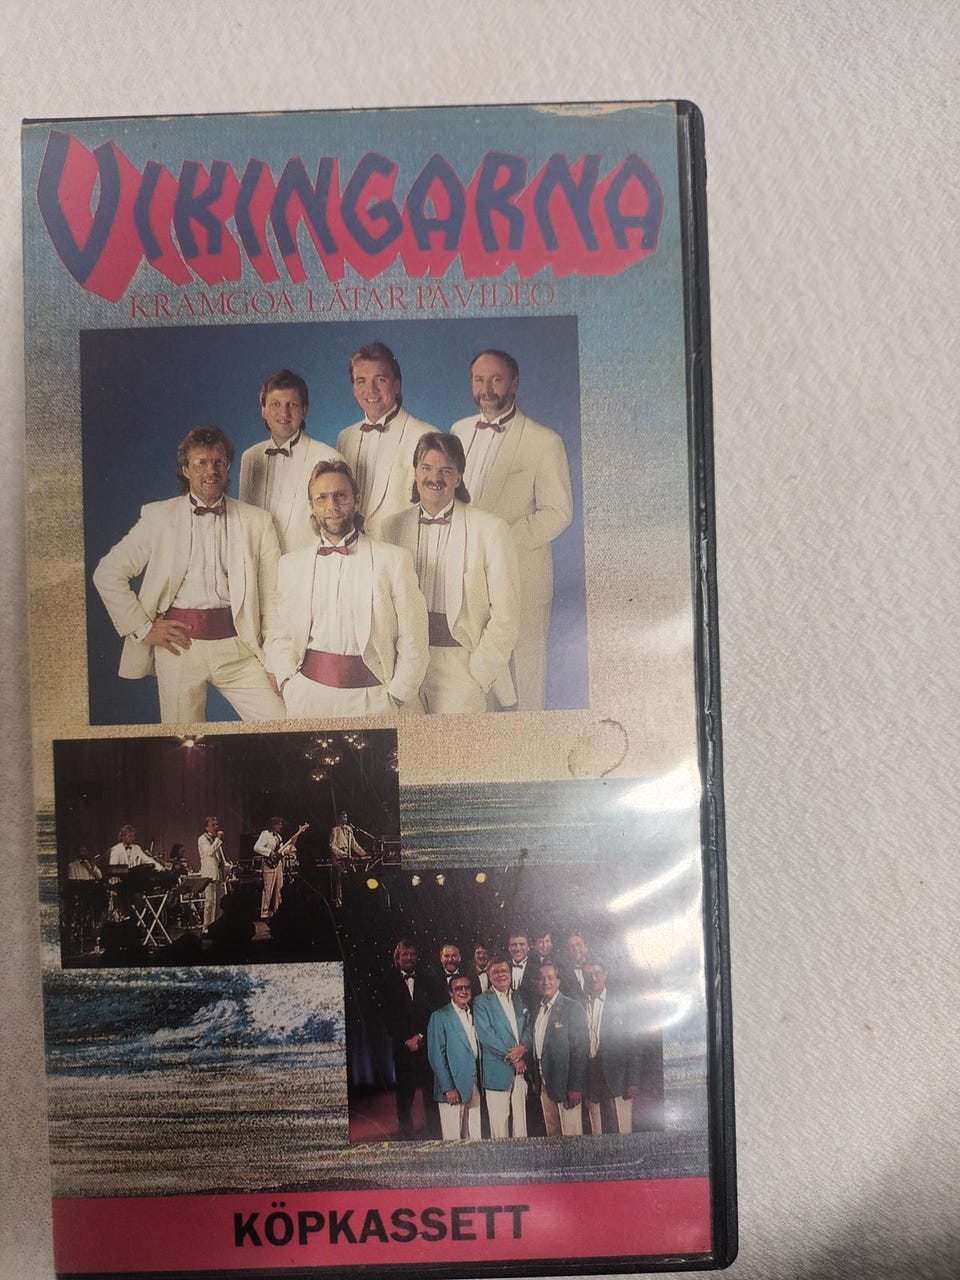 VIKINGARNA
KRAMGOA LÅTAR PÅ VIDEO
KÖPKASSETT